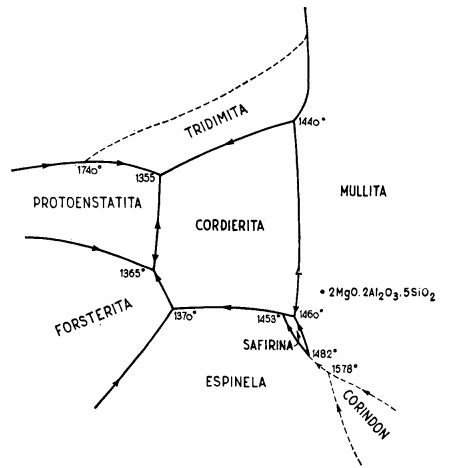 TRIDIMITA
1440°
1740°
1355
PROTOENSTATITA
MULLITA
CORDIERITA
1365°
• 2MgO.2Al₂O₃.5SiO₂
FORSTERITA
1370°
1453°
1460°
SAFIRINA
1482°
1578°
ESPINELA
CORINDON